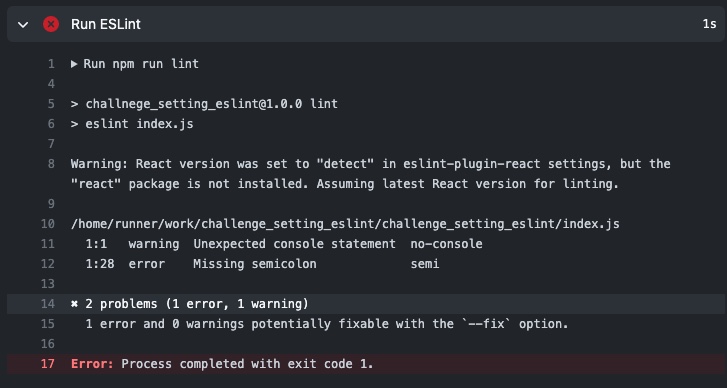 Run ESLint 1s
1 ▶ Run npm run lint
4
5 > challnege_setting_eslint@1.0.0 lint
6 > eslint index.js
7
8 Warning: React version was set to "detect" in eslint-plugin-react settings, but the
"react" package is not installed. Assuming latest React version for linting.
9
10 /home/runner/work/challenge_setting_eslint/challenge_setting_eslint/index.js
11 1:1 warning Unexpected console statement no-console
12 1:28 error Missing semicolon semi
13
14 ✖ 2 problems (1 error, 1 warning)
15 1 error and 0 warnings potentially fixable with the `--fix` option.
16
17 Error: Process completed with exit code 1.